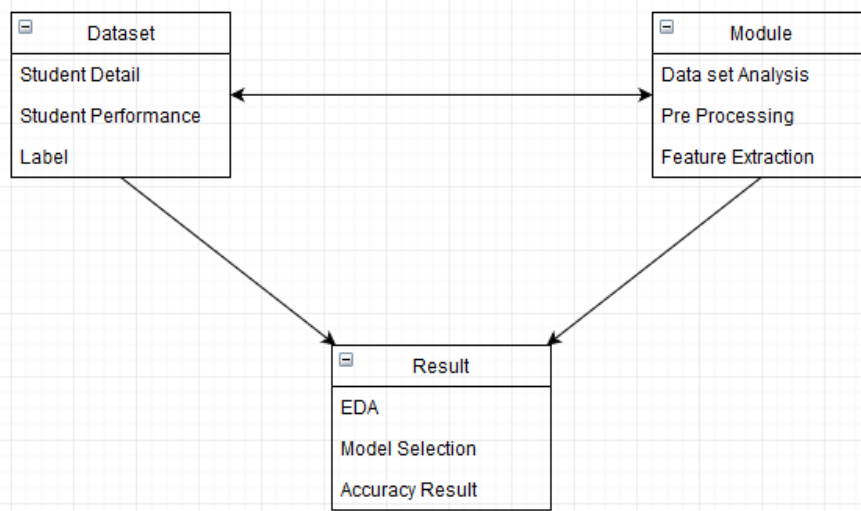 Dataset
Student Detail
Student Performance
Label
Module
Data set Analysis
Pre Processing
Feature Extraction
Result
EDA
Model Selection
Accuracy Result